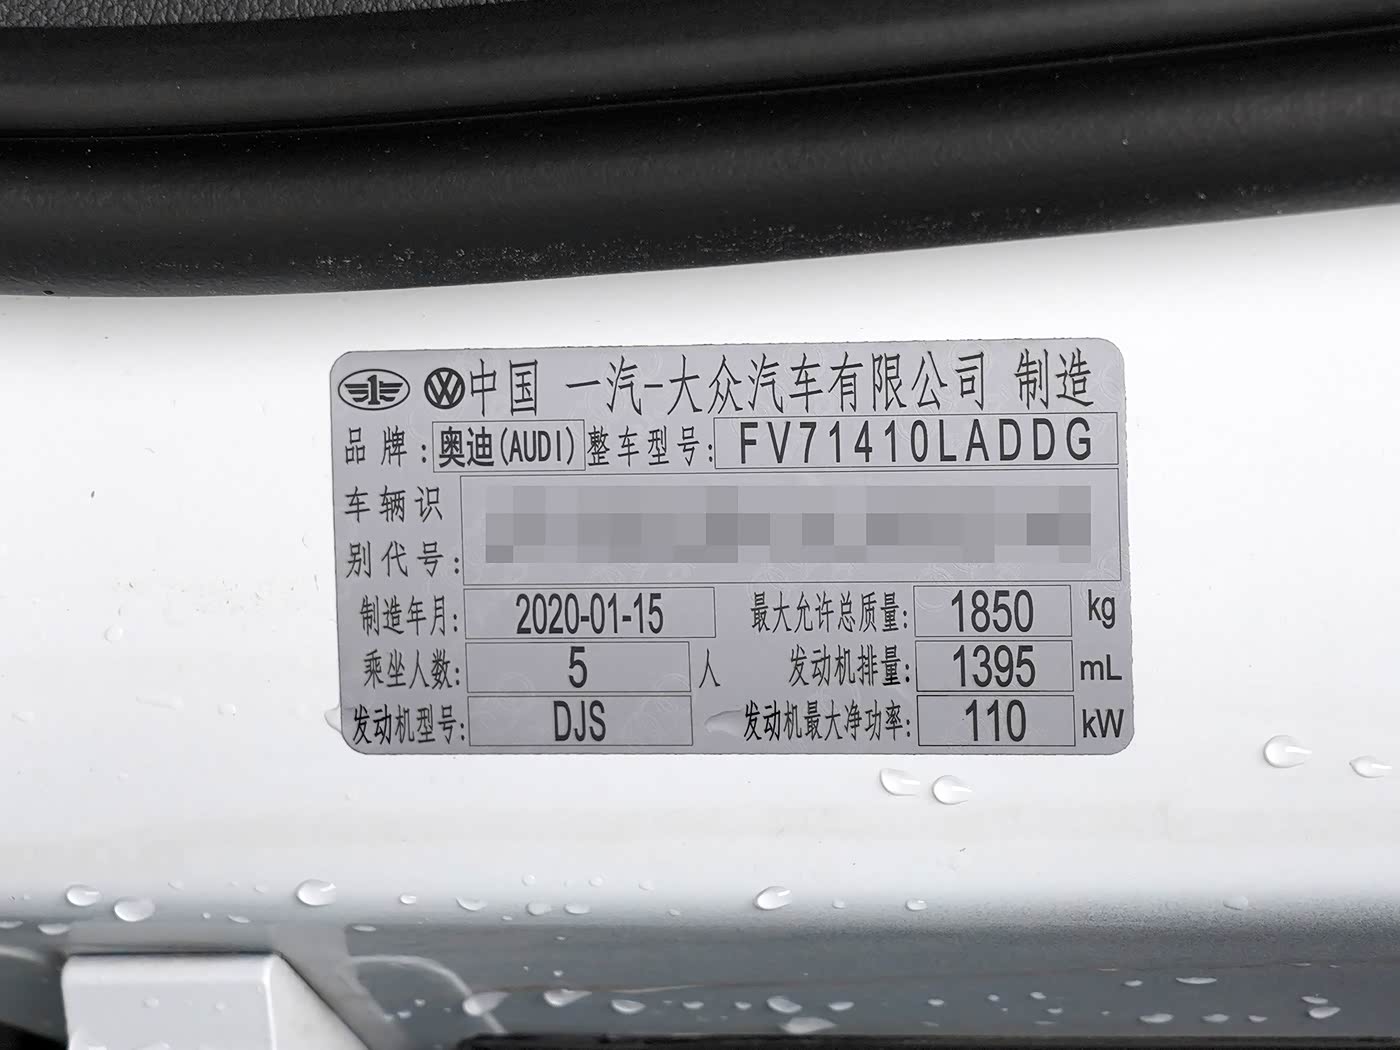 中国 一汽-大众汽车有限公司 制造
品牌: 奥迪(AUDI) 整车型号: FV71410LADDG
车辆识
别代号:
制造年月: 2020-01-15 最大允许总质量: 1850 kg
乘坐人数: 5 人 发动机排量: 1395 mL
发动机型号: DJS 发动机最大净功率: 110 kW